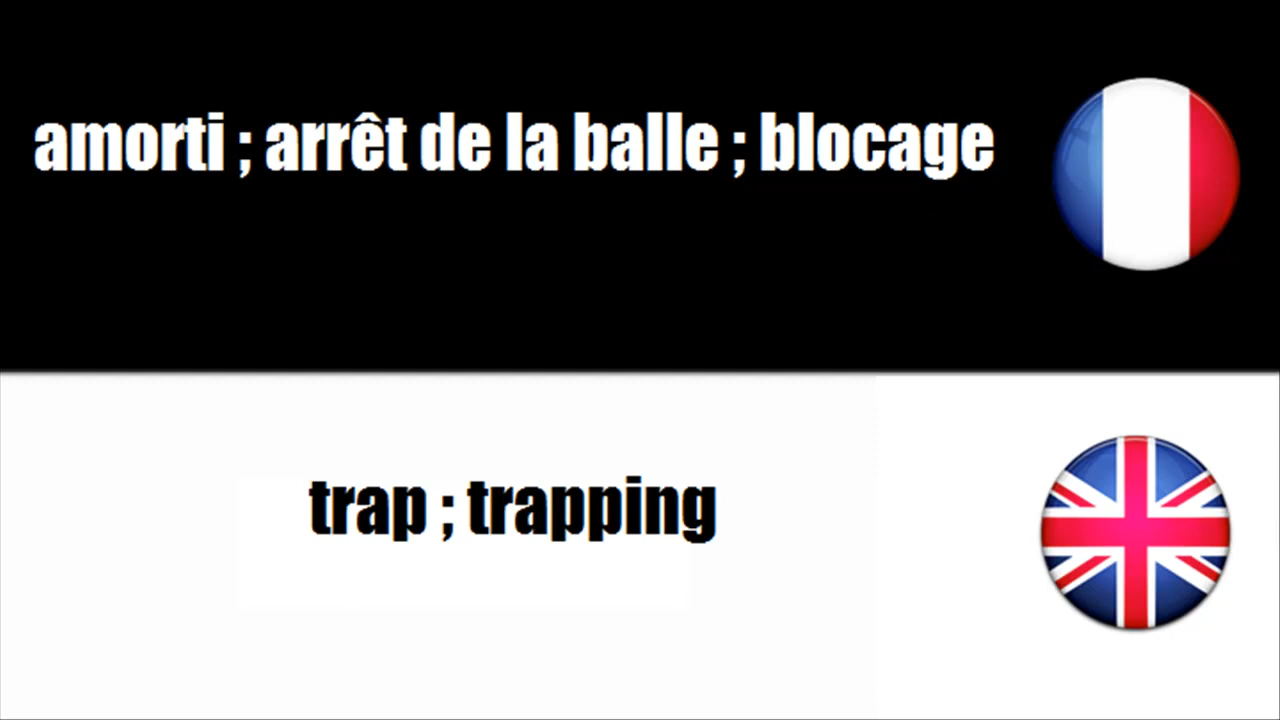 amorti ; arrêt de la balle ; blocage
trap ; trapping